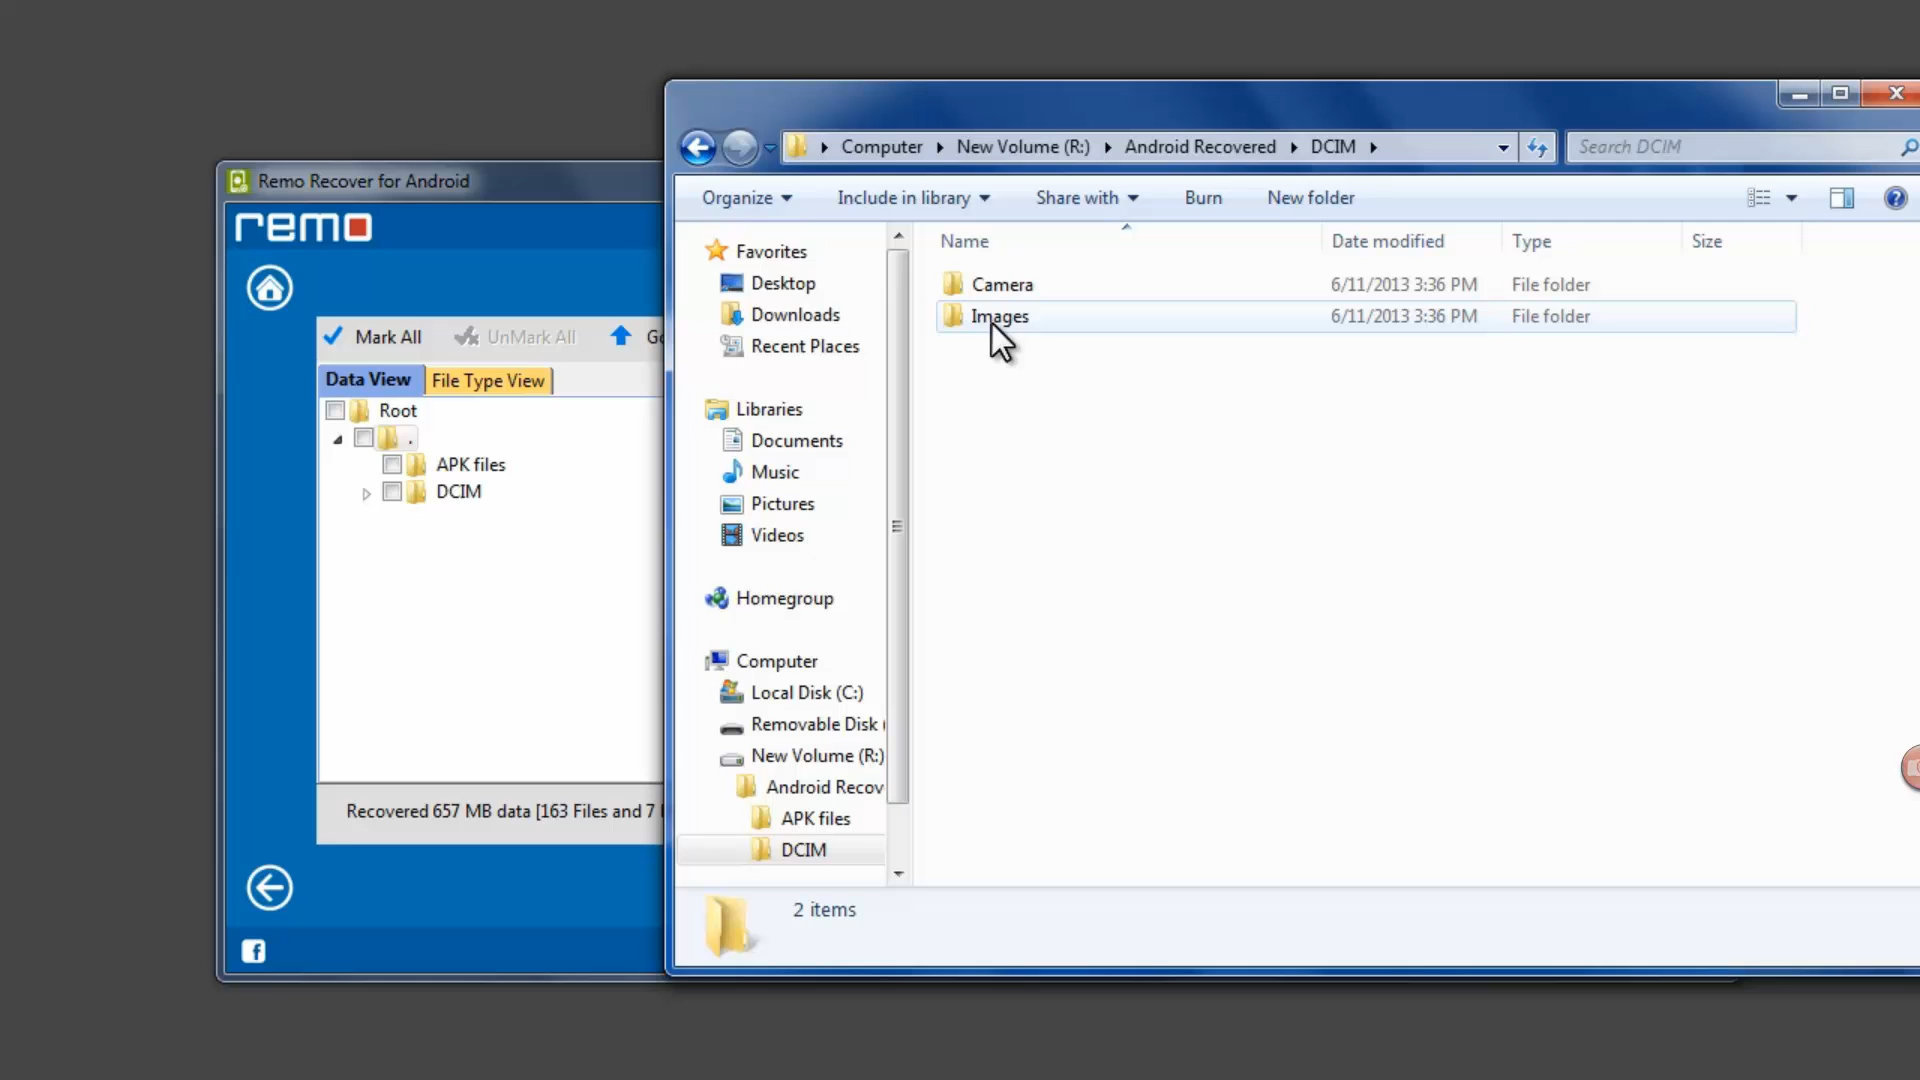 Remo Recover for Android
remo
Mark All
UnMark All
Data View
File Type View
Root
.
APK files
DCIM
Recovered 657 MB data [163 Files and 7
Computer
New Volume (R:)
Android Recovered
DCIM
Search DCIM
Organize
Include in library
Share with
Burn
New folder
Favorites
Desktop
Downloads
Recent Places
Libraries
Documents
Music
Pictures
Videos
Homegroup
Computer
Local Disk (C:)
Removable Disk
New Volume (R:)
Android Recov
APK files
DCIM
Name Date modified Type Size
Camera 6/11/2013 3:36 PM File folder
Images 6/11/2013 3:36 PM File folder
2 items